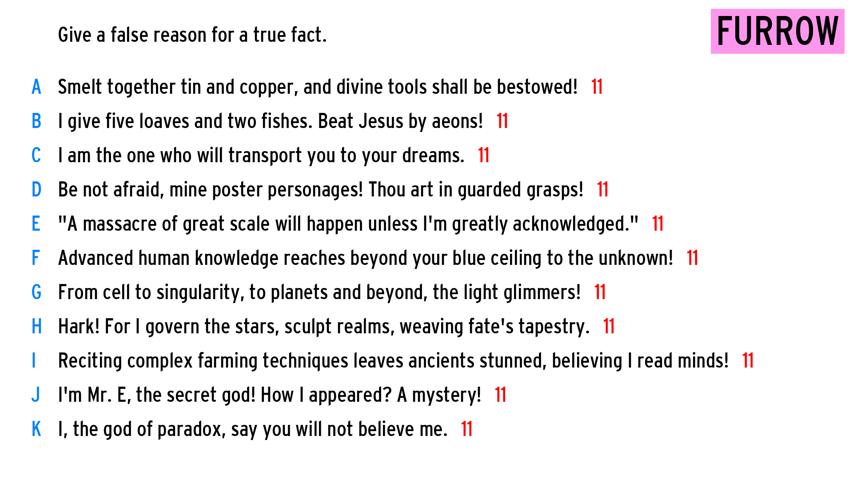 Give a false reason for a true fact.
FURROW
A Smelt together tin and copper, and divine tools shall be bestowed! 11
B I give five loaves and two fishes. Beat Jesus by aeons! 11
C I am the one who will transport you to your dreams. 11
D Be not afraid, mine poster personages! Thou art in guarded grasps! 11
E "A massacre of great scale will happen unless I'm greatly acknowledged." 11
F Advanced human knowledge reaches beyond your blue ceiling to the unknown! 11
G From cell to singularity, to planets and beyond, the light glimmers! 11
H Hark! For I govern the stars, sculpt realms, weaving fate's tapestry. 11
I Reciting complex farming techniques leaves ancients stunned, believing I read minds! 11
J I'm Mr. E, the secret god! How I appeared? A mystery! 11
K I, the god of paradox, say you will not believe me. 11